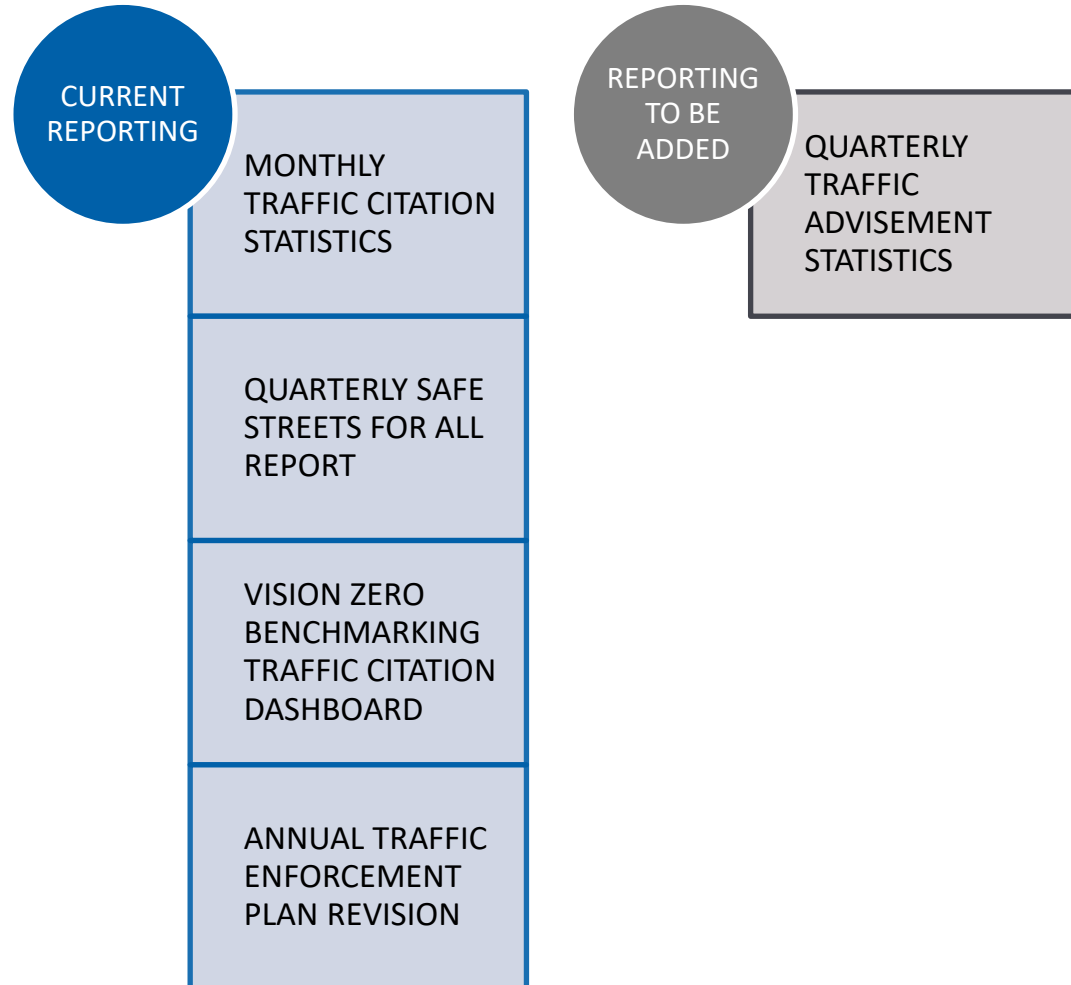 CURRENT
REPORTING
MONTHLY
TRAFFIC CITATION
STATISTICS
QUARTERLY SAFE
STREETS FOR ALL
REPORT
VISION ZERO
BENCHMARKING
TRAFFIC CITATION
DASHBOARD
ANNUAL TRAFFIC
ENFORCEMENT
PLAN REVISION
REPORTING
TO BE
ADDED
QUARTERLY
TRAFFIC
ADVISEMENT
STATISTICS